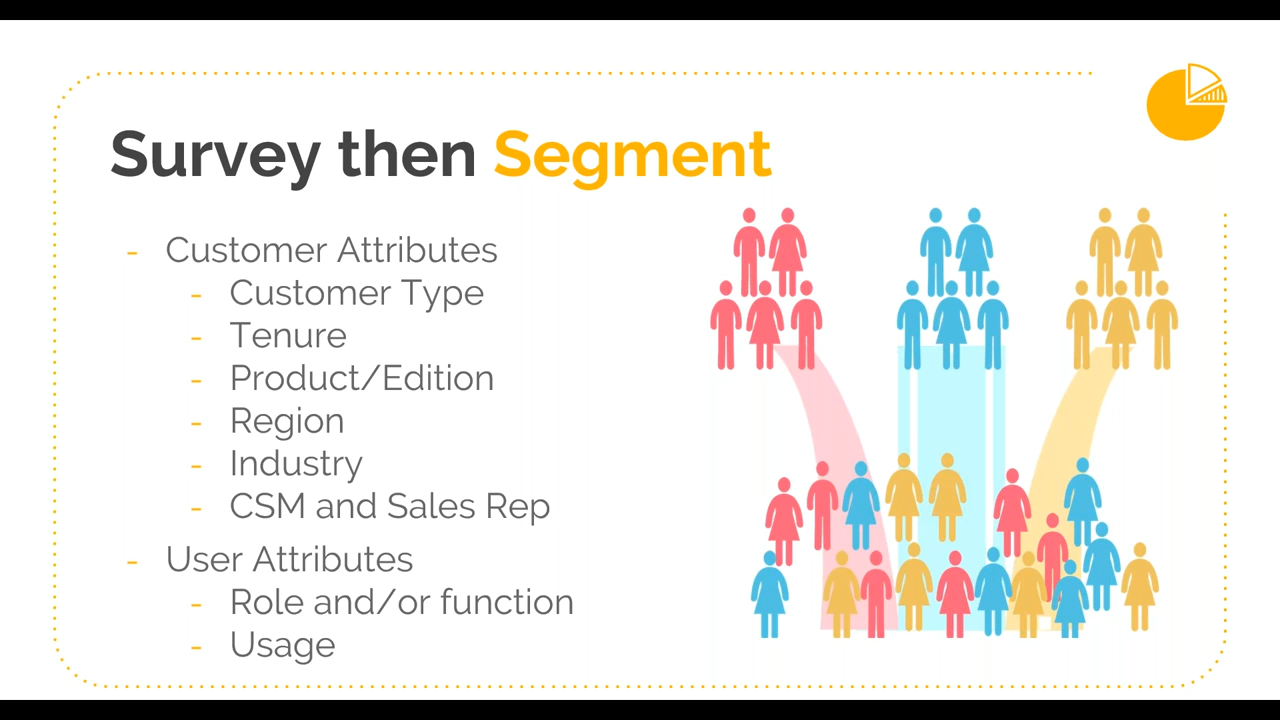 Survey then Segment
- Customer Attributes
- Customer Type
- Tenure
- Product/Edition
- Region
- Industry
- CSM and Sales Rep
- User Attributes
- Role and/or function
- Usage